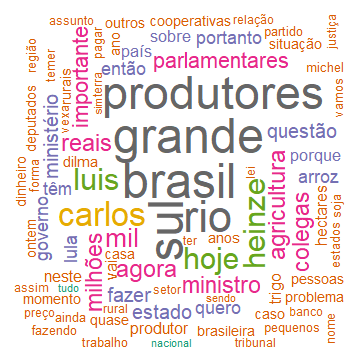 assunto outros cooperativas relação
pagar ano país sobre portanto partido situação justiça
região deputados temer rurais vexa semterra importante então parlamentares michel vamos
produtores
ministério reais grande questão
dilma porque
dinheiro forma têm luis brasil lei arroz
governo carlos sul rio heinze agricultura colegas hectares estados soja
ontem lula mil ter anos hoje
neste milhões casa vai agora ministro trigo pessoas
assim tudo fazer setor sendo caso problema
momento rural estado quero banco
preço ainda quase produtor brasileira pequenos nome
fazendo trabalho nacional tribunal